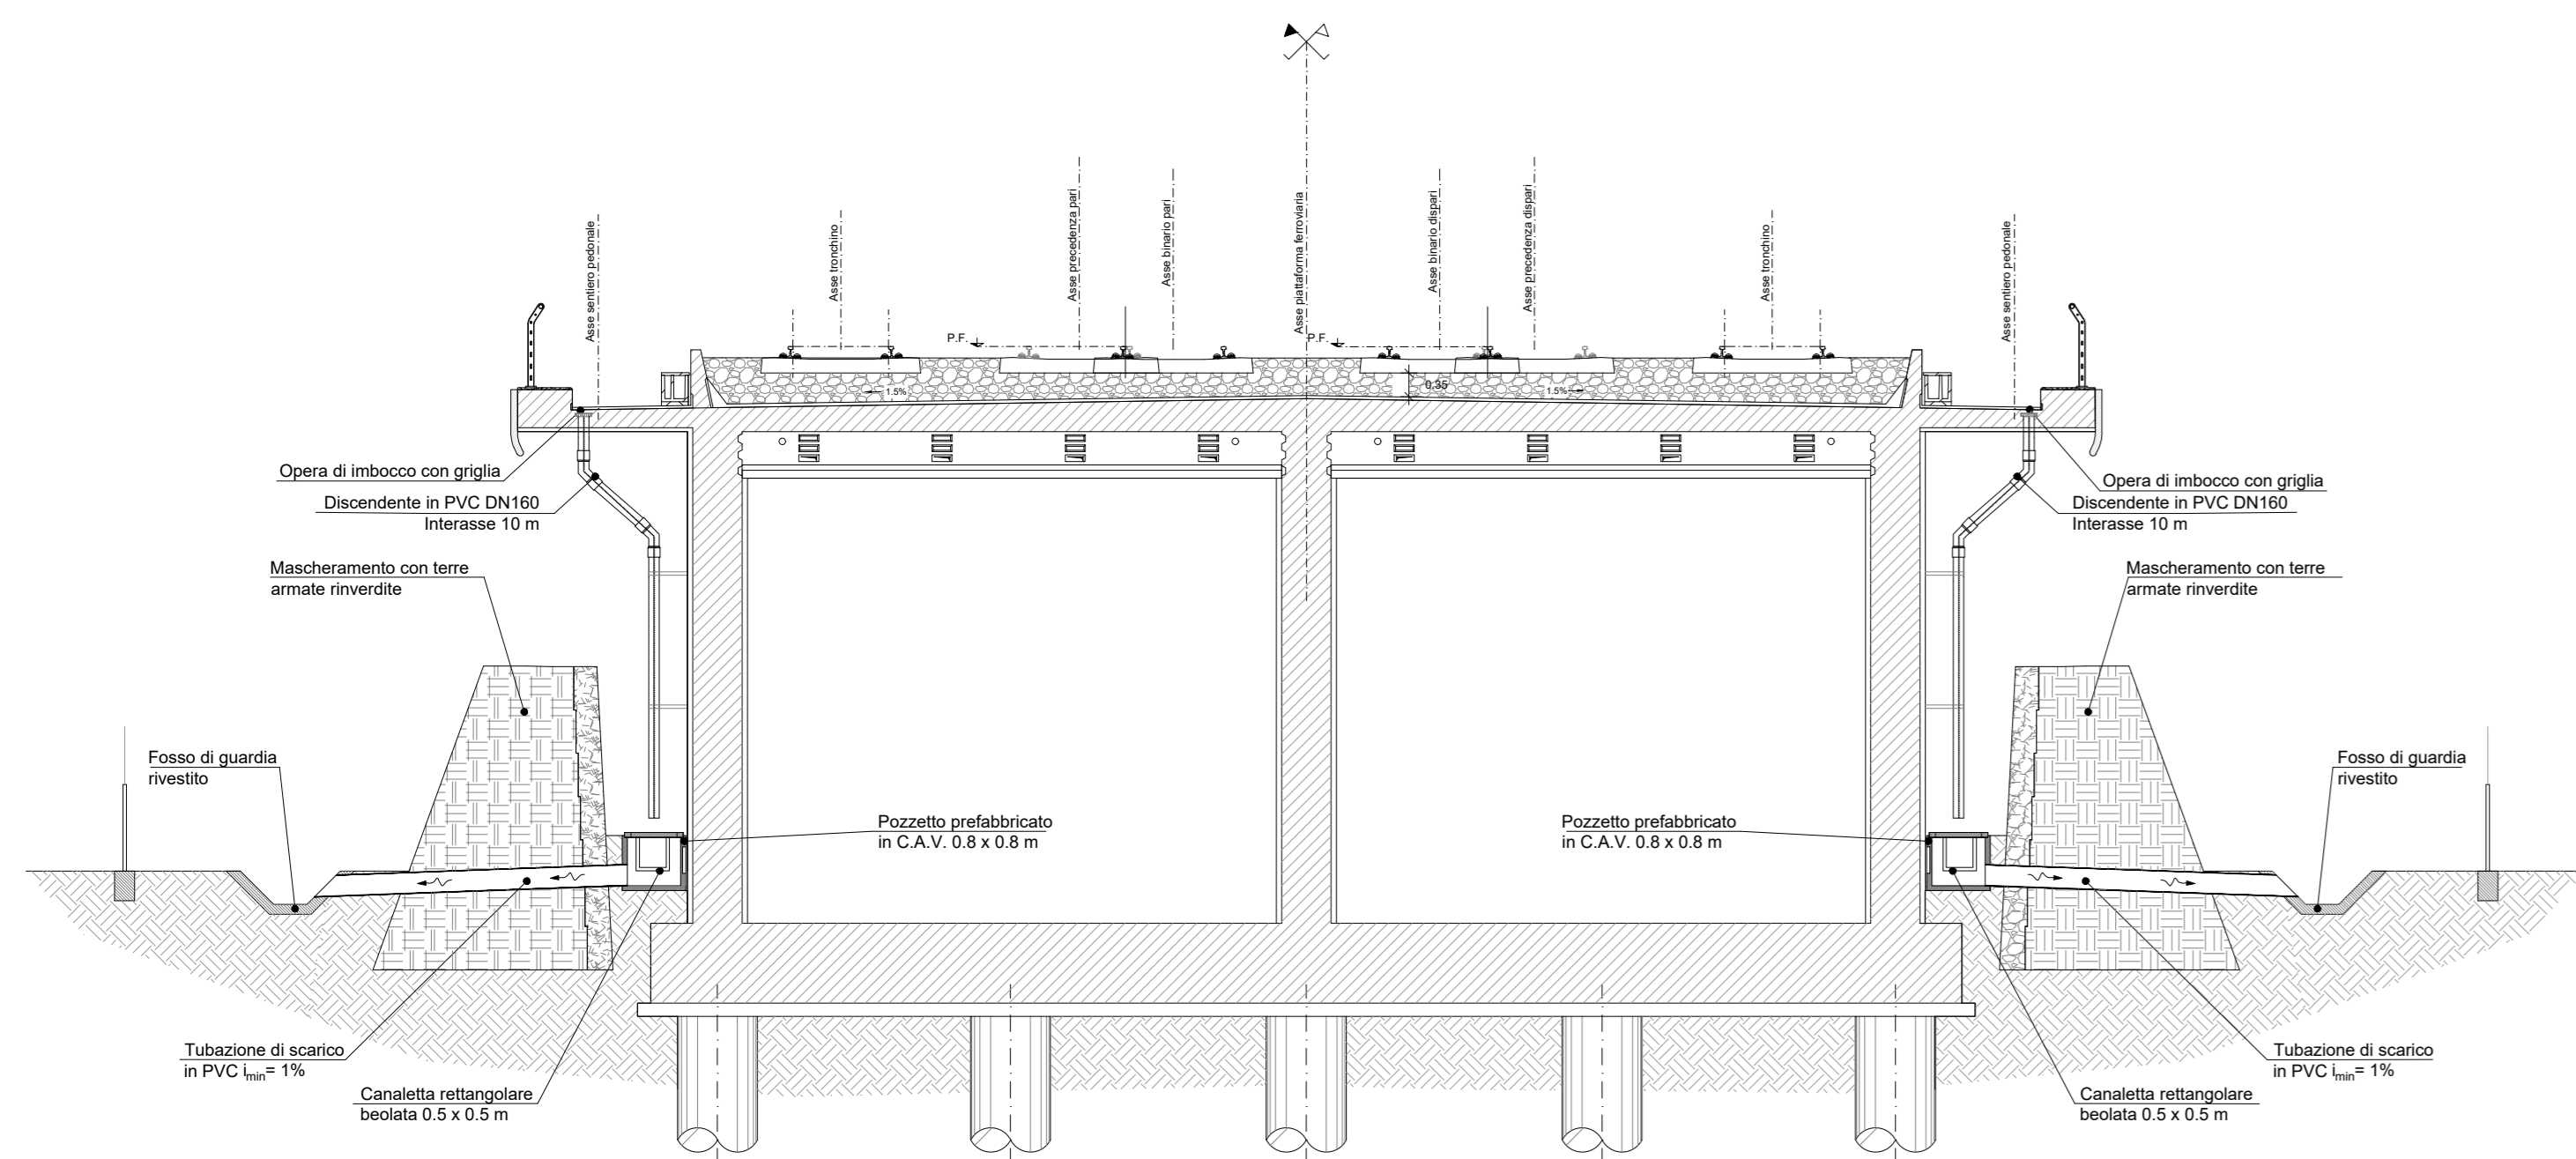 Asse sentiero pedonale
Asse tronchino
Asse precedenza pari
Asse binario pari
Asse piattaforma ferroviaria
Asse binario dispari
Asse precedenza dispari
Asse tronchino
Asse sentiero pedonale
P.F.
P.F.
1.5%
0,35
1.5%
Opera di imbocco con griglia
Discendente in PVC DN160
Interasse 10 m
Mascheramento con terre
armate rinverdite
Fosso di guardia
rivestito
Pozzetto prefabbricato
in C.A.V. 0.8 x 0.8 m
Tubazione di scarico
in PVC imin= 1%
Canaletta rettangolare
beolata 0.5 x 0.5 m
Opera di imbocco con griglia
Discendente in PVC DN160
Interasse 10 m
Mascheramento con terre
armate rinverdite
Fosso di guardia
rivestito
Pozzetto prefabbricato
in C.A.V. 0.8 x 0.8 m
Tubazione di scarico
in PVC imin= 1%
Canaletta rettangolare
beolata 0.5 x 0.5 m